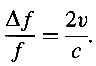 Δf/f = 2v/c.